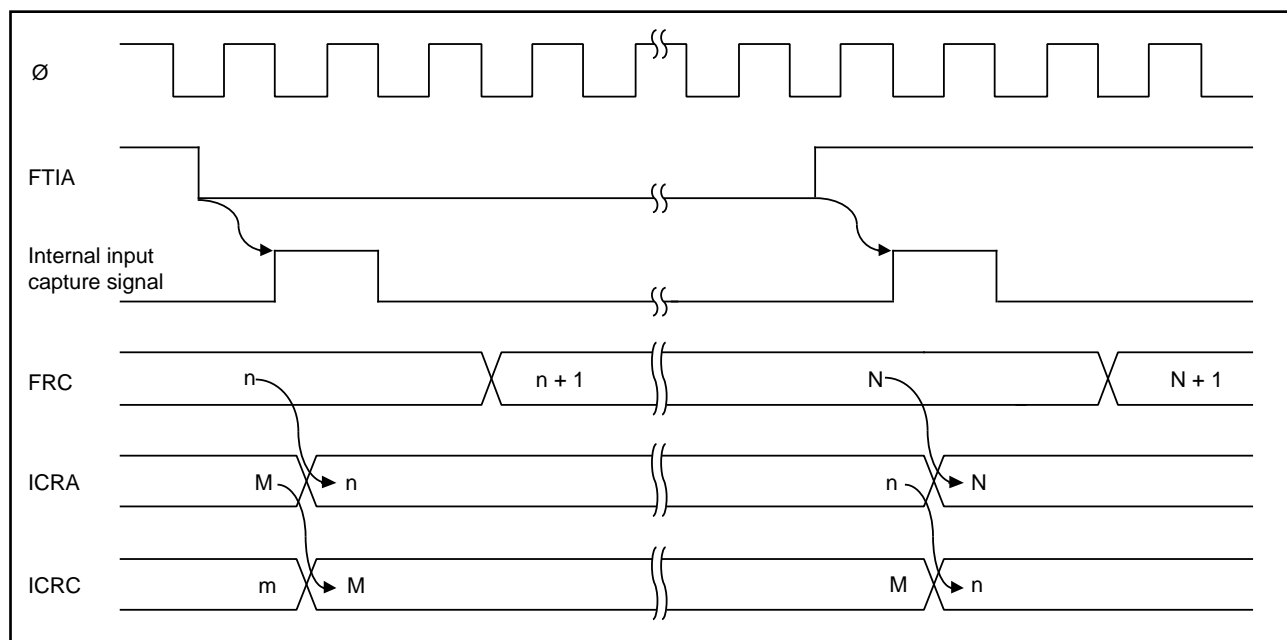 Ø
FTIA
Internal input
capture signal
FRC
n
n + 1
N
N + 1
ICRA
M
n
n
N
ICRC
m
M
M
n